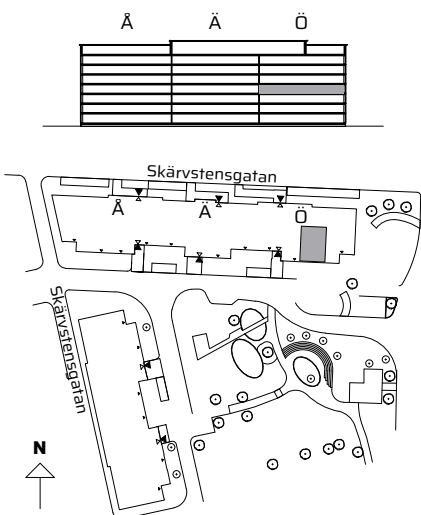 Å Ä Ö
Skärvstensgatan
Å Ä Ö
Skärvstensgatan
N